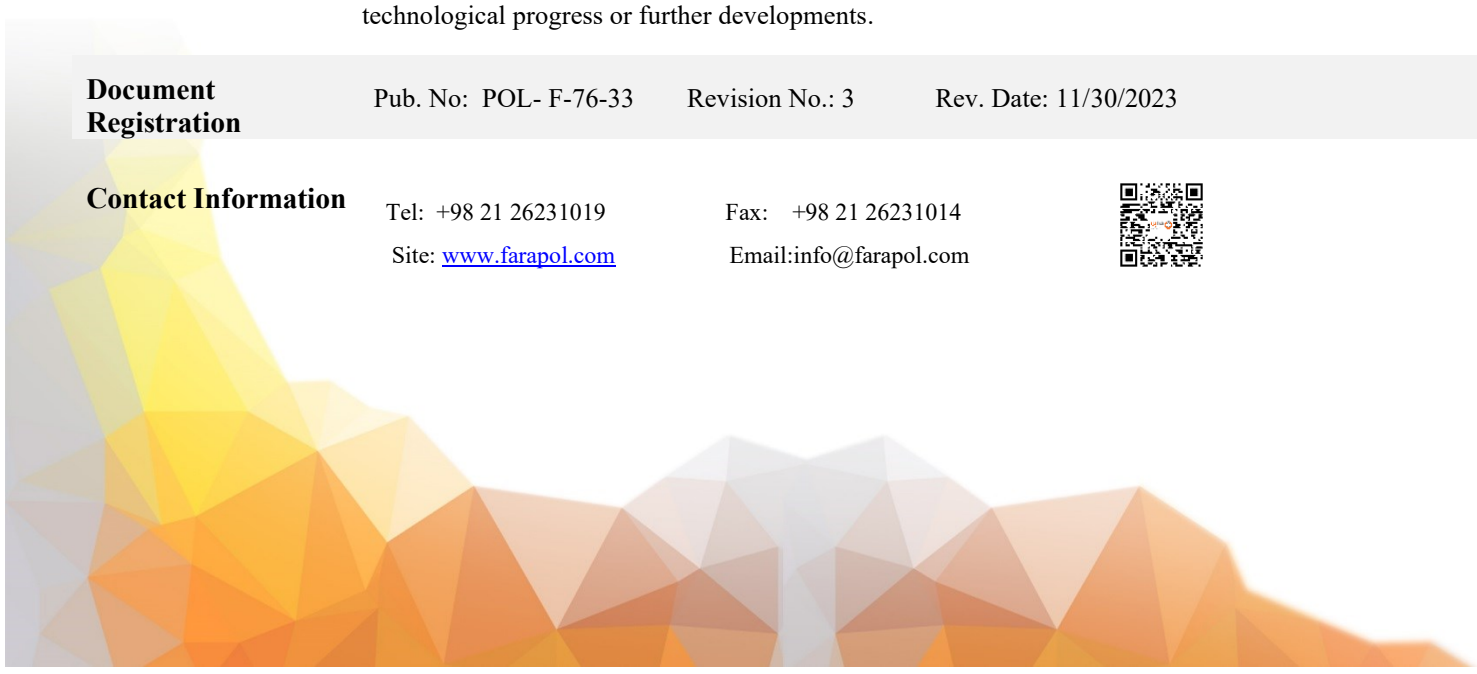 technological progress or further developments.
Document
Registration
Pub. No: POL- F-76-33 Revision No.: 3 Rev. Date: 11/30/2023
Contact Information
Tel: +98 21 26231019 Fax: +98 21 26231014
Site: www.farapol.com Email:info@farapol.com